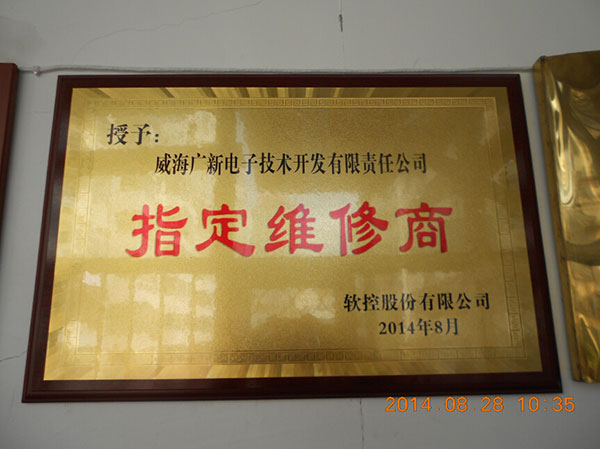 授予：
威海广新电子技术开发有限责任公司
指定维修商
软控股份有限公司
2014年8月
2014.08.28 10:35